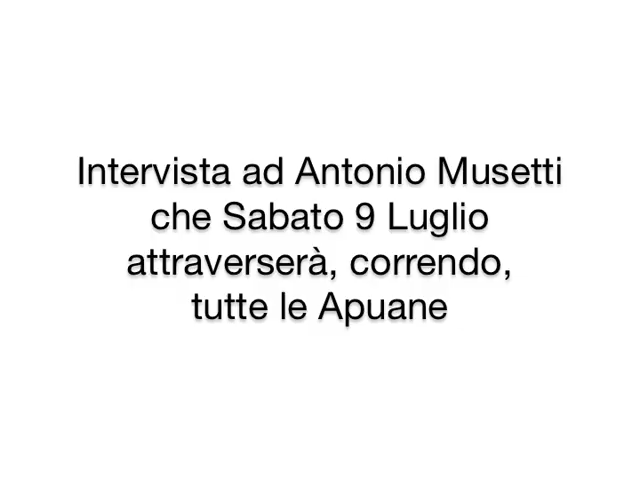 Intervista ad Antonio Musetti
che Sabato 9 Luglio
attraverserà, correndo,
tutte le Apuane